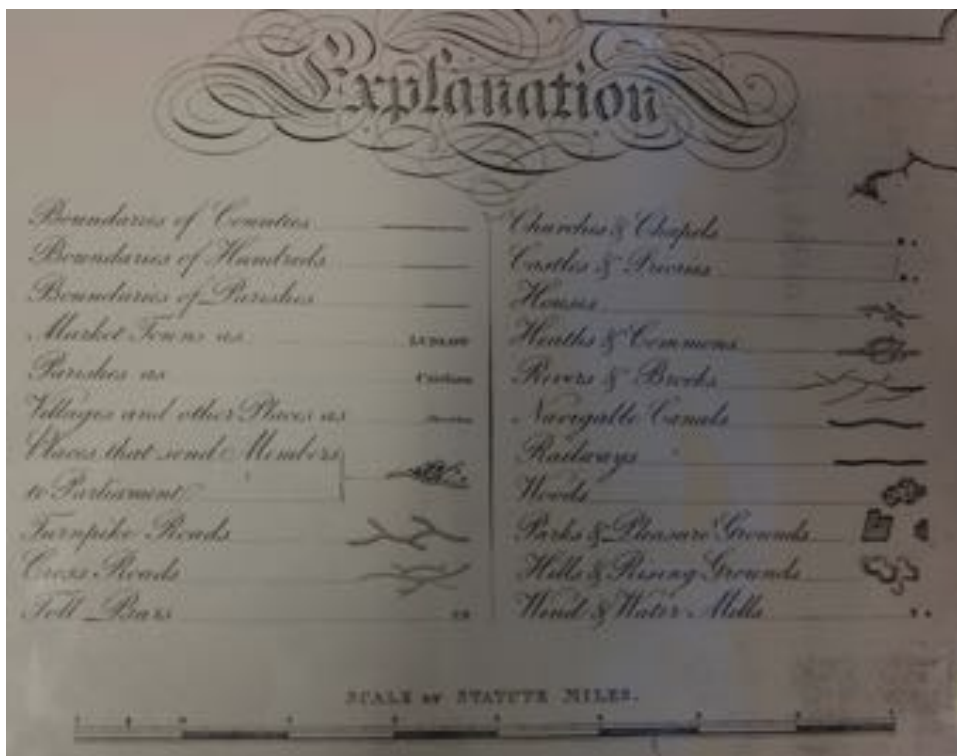 Explanation
Boundaries of Counties
Boundaries of Hundreds
Boundaries of Parishes
Market Towns as LUDLOW
Parishes as
Villages and other Places as
Places that send Members
to Parliament
Turnpike Roads
Cross Roads
Toll Bars
Churches & Chapels
Castles & Priories
Houses
Heaths & Commons
Rivers & Brooks
Navigable Canals
Railways
Woods
Parks & Pleasure Grounds
Hills & Rising Grounds
Wind & Water Mills
SCALE OF STATUTE MILES.